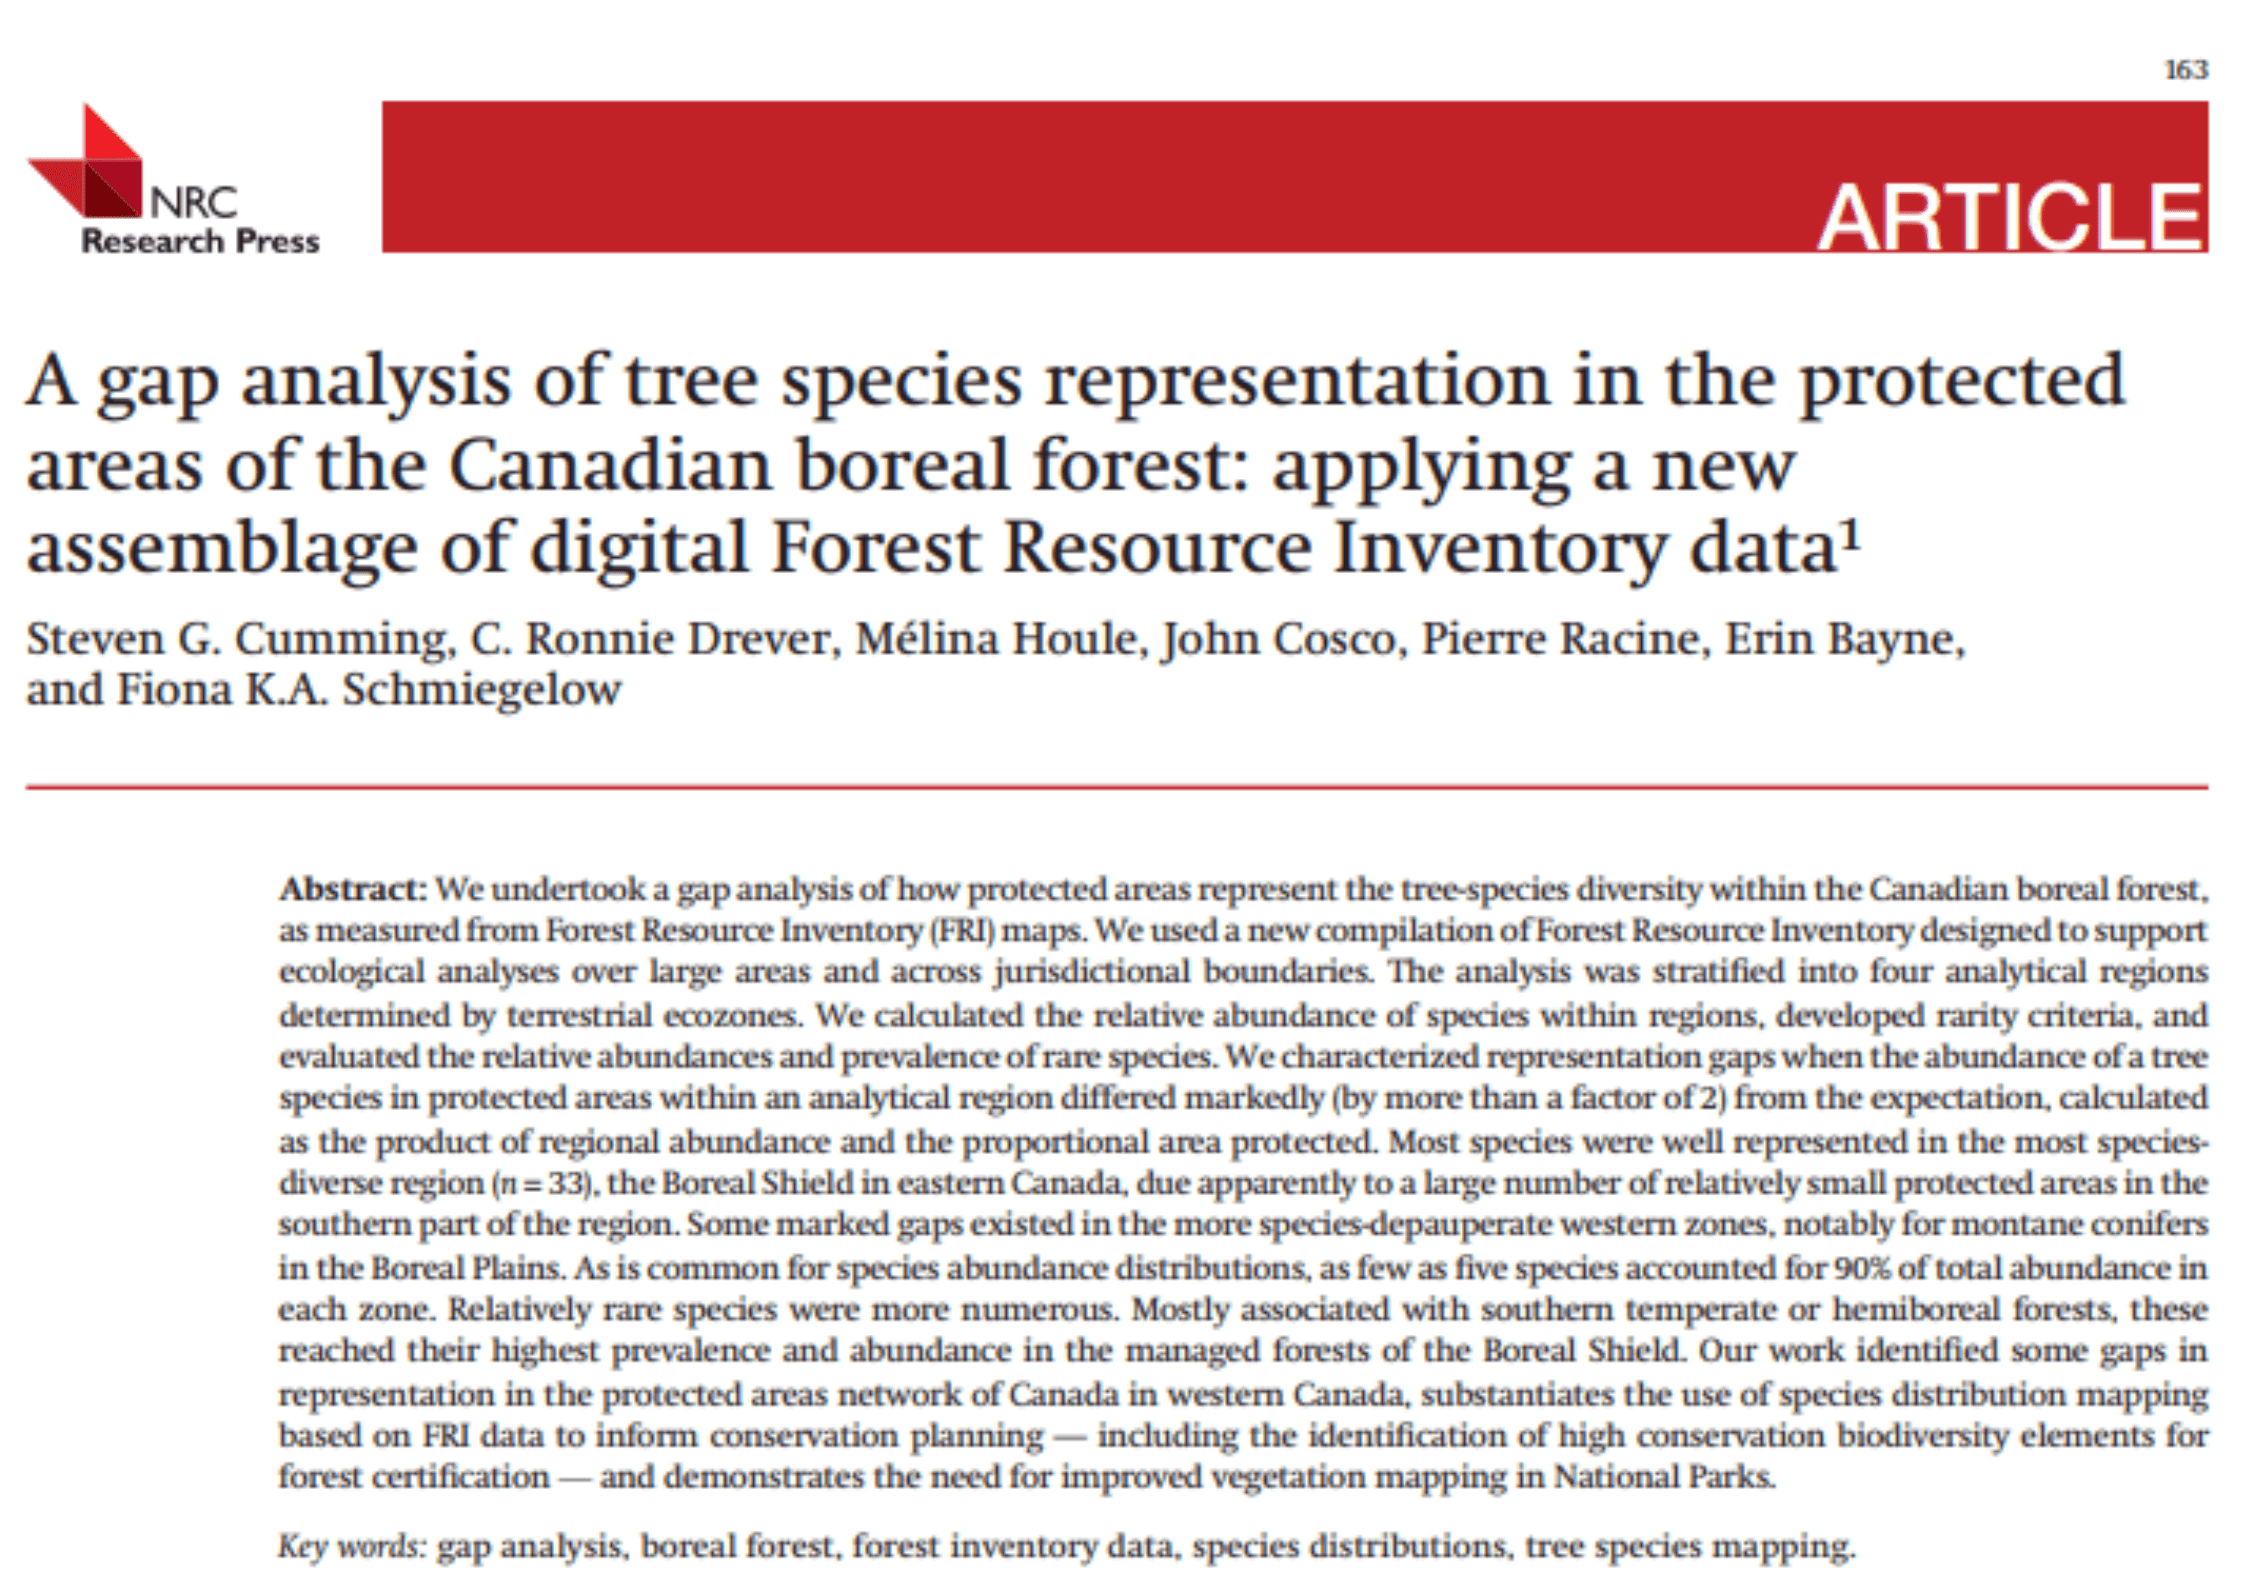 163
NRC
Research Press
ARTICLE
A gap analysis of tree species representation in the protected
areas of the Canadian boreal forest: applying a new
assemblage of digital Forest Resource Inventory data¹
Steven G. Cumming, C. Ronnie Drever, Mélina Houle, John Cosco, Pierre Racine, Erin Bayne,
and Fiona K.A. Schmiegelow
Abstract: We undertook a gap analysis of how protected areas represent the tree-species diversity within the Canadian boreal forest,
as measured from Forest Resource Inventory (FRI) maps. We used a new compilation of Forest Resource Inventory designed to support
ecological analyses over large areas and across jurisdictional boundaries. The analysis was stratified into four analytical regions
determined by terrestrial ecozones. We calculated the relative abundance of species within regions, developed rarity criteria, and
evaluated the relative abundances and prevalence of rare species. We characterized representation gaps when the abundance of a tree
species in protected areas within an analytical region differed markedly (by more than a factor of 2) from the expectation, calculated
as the product of regional abundance and the proportional area protected. Most species were well represented in the most species-
diverse region (n = 33), the Boreal Shield in eastern Canada, due apparently to a large number of relatively small protected areas in the
southern part of the region. Some marked gaps existed in the more species-depauperate western zones, notably for montane conifers
in the Boreal Plains. As is common for species abundance distributions, as few as five species accounted for 90% of total abundance in
each zone. Relatively rare species were more numerous. Mostly associated with southern temperate or hemiboreal forests, these
reached their highest prevalence and abundance in the managed forests of the Boreal Shield. Our work identified some gaps in
representation in the protected areas network of Canada in western Canada, substantiates the use of species distribution mapping
based on FRI data to inform conservation planning — including the identification of high conservation biodiversity elements for
forest certification — and demonstrates the need for improved vegetation mapping in National Parks.
Key words: gap analysis, boreal forest, forest inventory data, species distributions, tree species mapping.